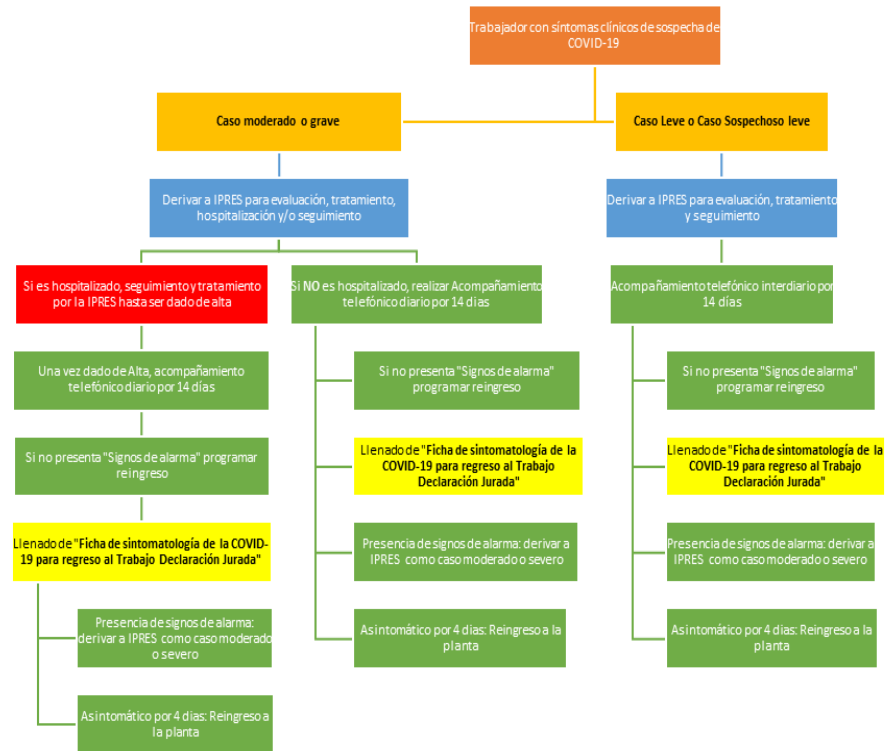 Trabajador con síntomas clínicos de sospecha de
COVID-19
Caso moderado o grave
Caso Leve o Caso Sospechoso leve
Derivar a IPRES para evaluación, tratamiento,
hospitalización y/o seguimiento
Derivar a IPRES para evaluación, tratamiento
y seguimiento
Si es hospitalizado, seguimiento y tratamiento
por la IPRES hasta ser dado de alta
Si NO es hospitalizado, realizar Acompañamiento
telefónico diario por 14 dias
Acompañamiento telefónico interdiario por
14 días
Una vez dado de Alta, acompañamiento
telefónico diario por 14 días
Si no presenta "Signos de alarma" programar
reingreso
Llenado de "Ficha de sintomatología de la COVID-
19 para regreso al Trabajo Declaración Jurada"
Presencia de signos de alarma:
derivar a IPRES como caso moderado
o severo
Asintomático por 4 dias: Reingreso a
la planta
Si no presenta "Signos de alarma"
programar reingreso
Llenado de "Ficha de sintomatología de la
COVID-19 para regreso al Trabajo
Declaración Jurada"
Presencia de signos de alarma: derivar a
IPRES como caso moderado o severo
Asintomático por 4 dias: Reingreso a la
planta
Si no presenta "Signos de alarma"
programar reingreso
Llenado de "Ficha de sintomatología de la
COVID-19 para regreso al Trabajo
Declaración Jurada"
Presencia de signos de alarma: derivar a
IPRES como caso moderado o severo
Asintomático por 4 dias: Reingreso a la
planta